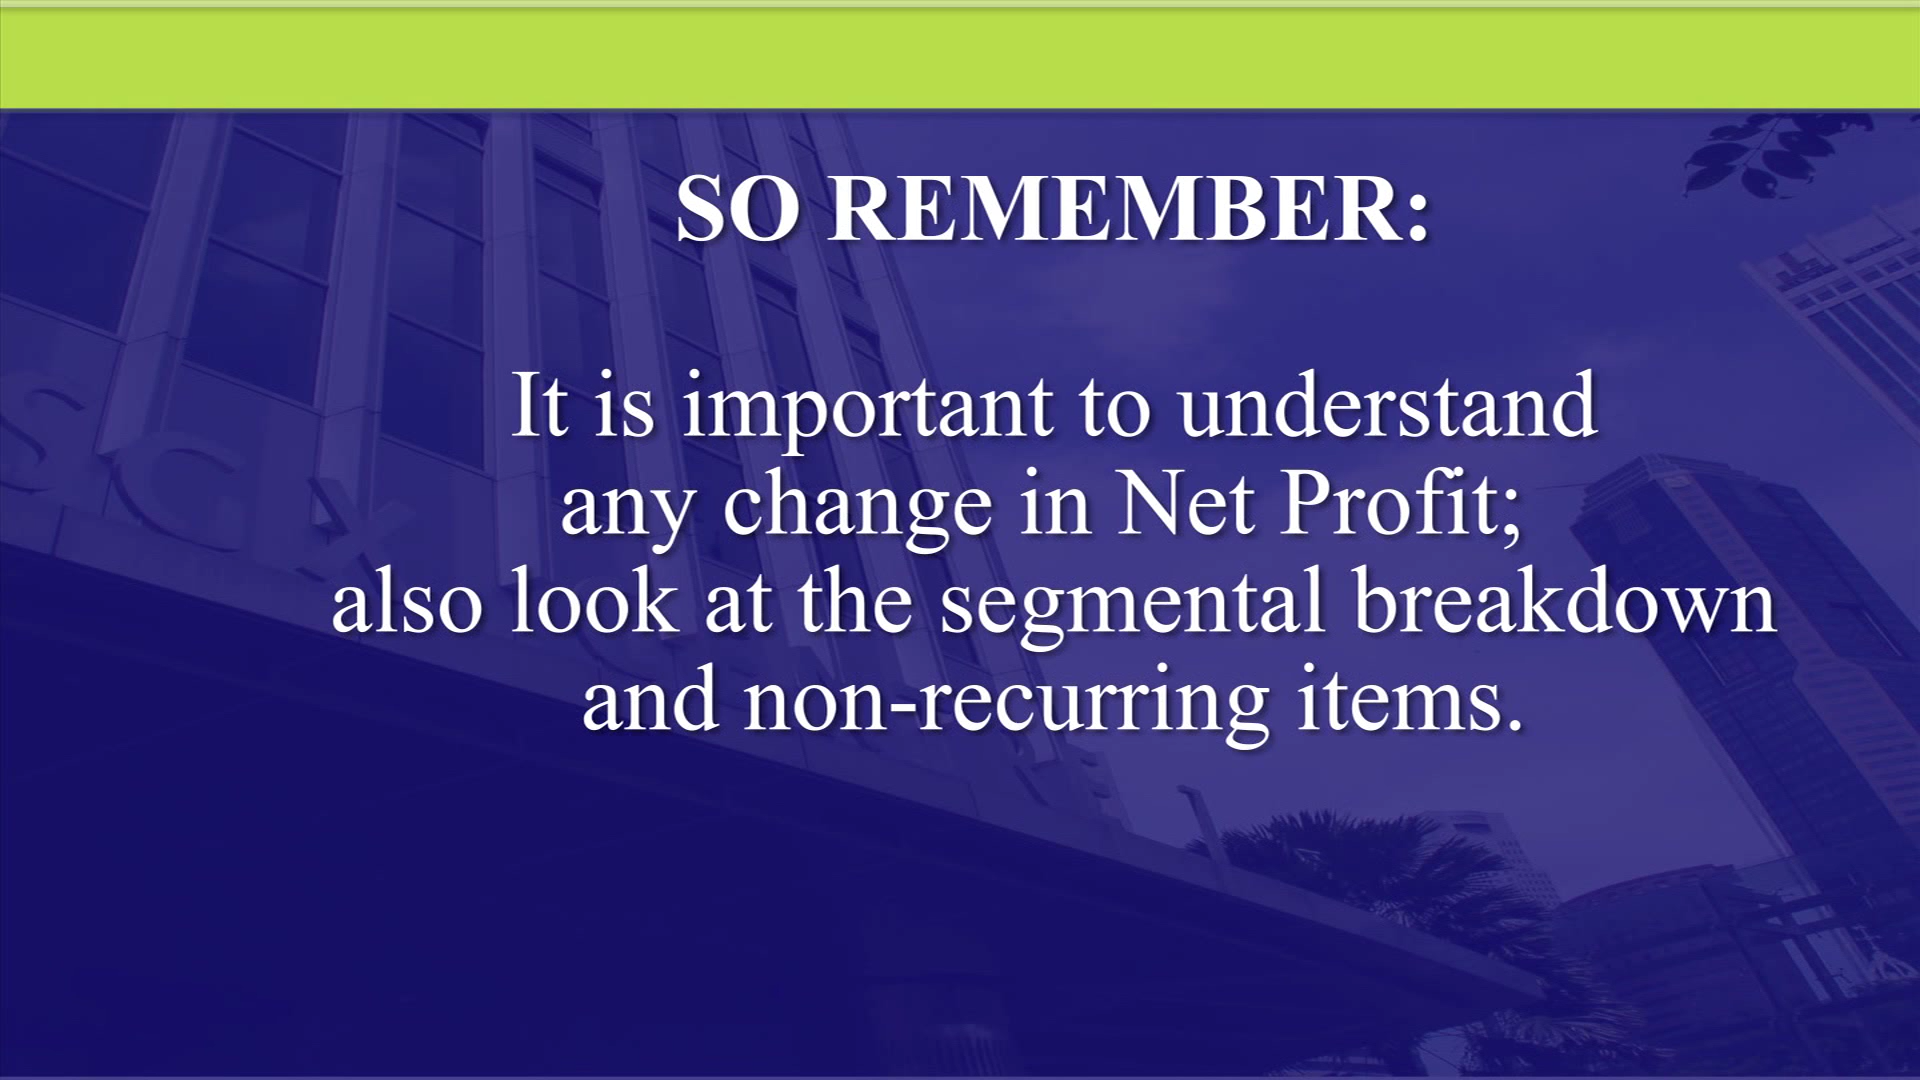 SO REMEMBER:
It is important to understand
any change in Net Profit;
also look at the segmental breakdown
and non-recurring items.
SGX